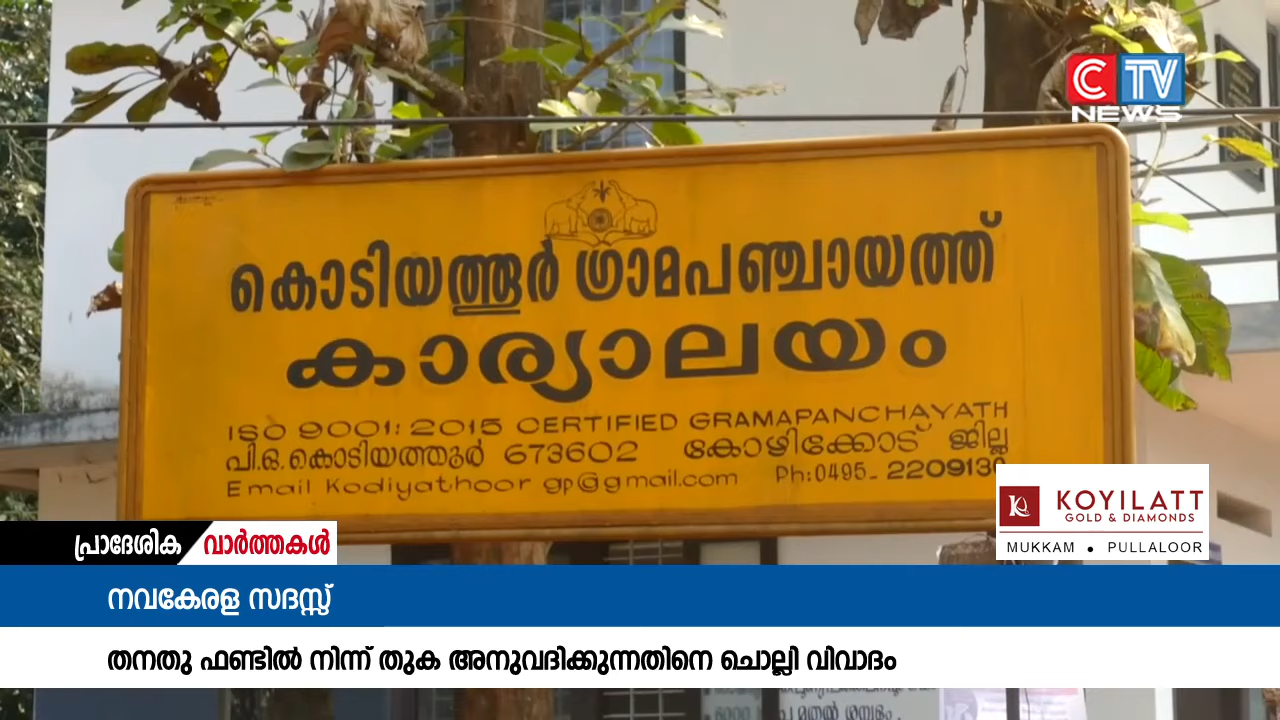 CTV
NEWS
കൊടിയത്തൂർ ഗ്രാമപഞ്ചായത്ത്
കാര്യാലയം
ISO 9001:2015 CERTIFIED GRAMAPANCHAYATH
പി.ഒ.കൊടിയത്തൂർ 673602 കോഴിക്കോട് ജില്ല
Email Kodiyathoor gp@gmail.com Ph:0495-2209130
KOYILATT
GOLD & DIAMONDS
MUKKAM • PULLALOOR
പ്രാദേശിക വാർത്തകൾ
നവകേരള സദസ്സ്
തനതു ഫണ്ടിൽ നിന്ന് തുക അനുവദിക്കുന്നതിനെ ചൊല്ലി വിവാദം